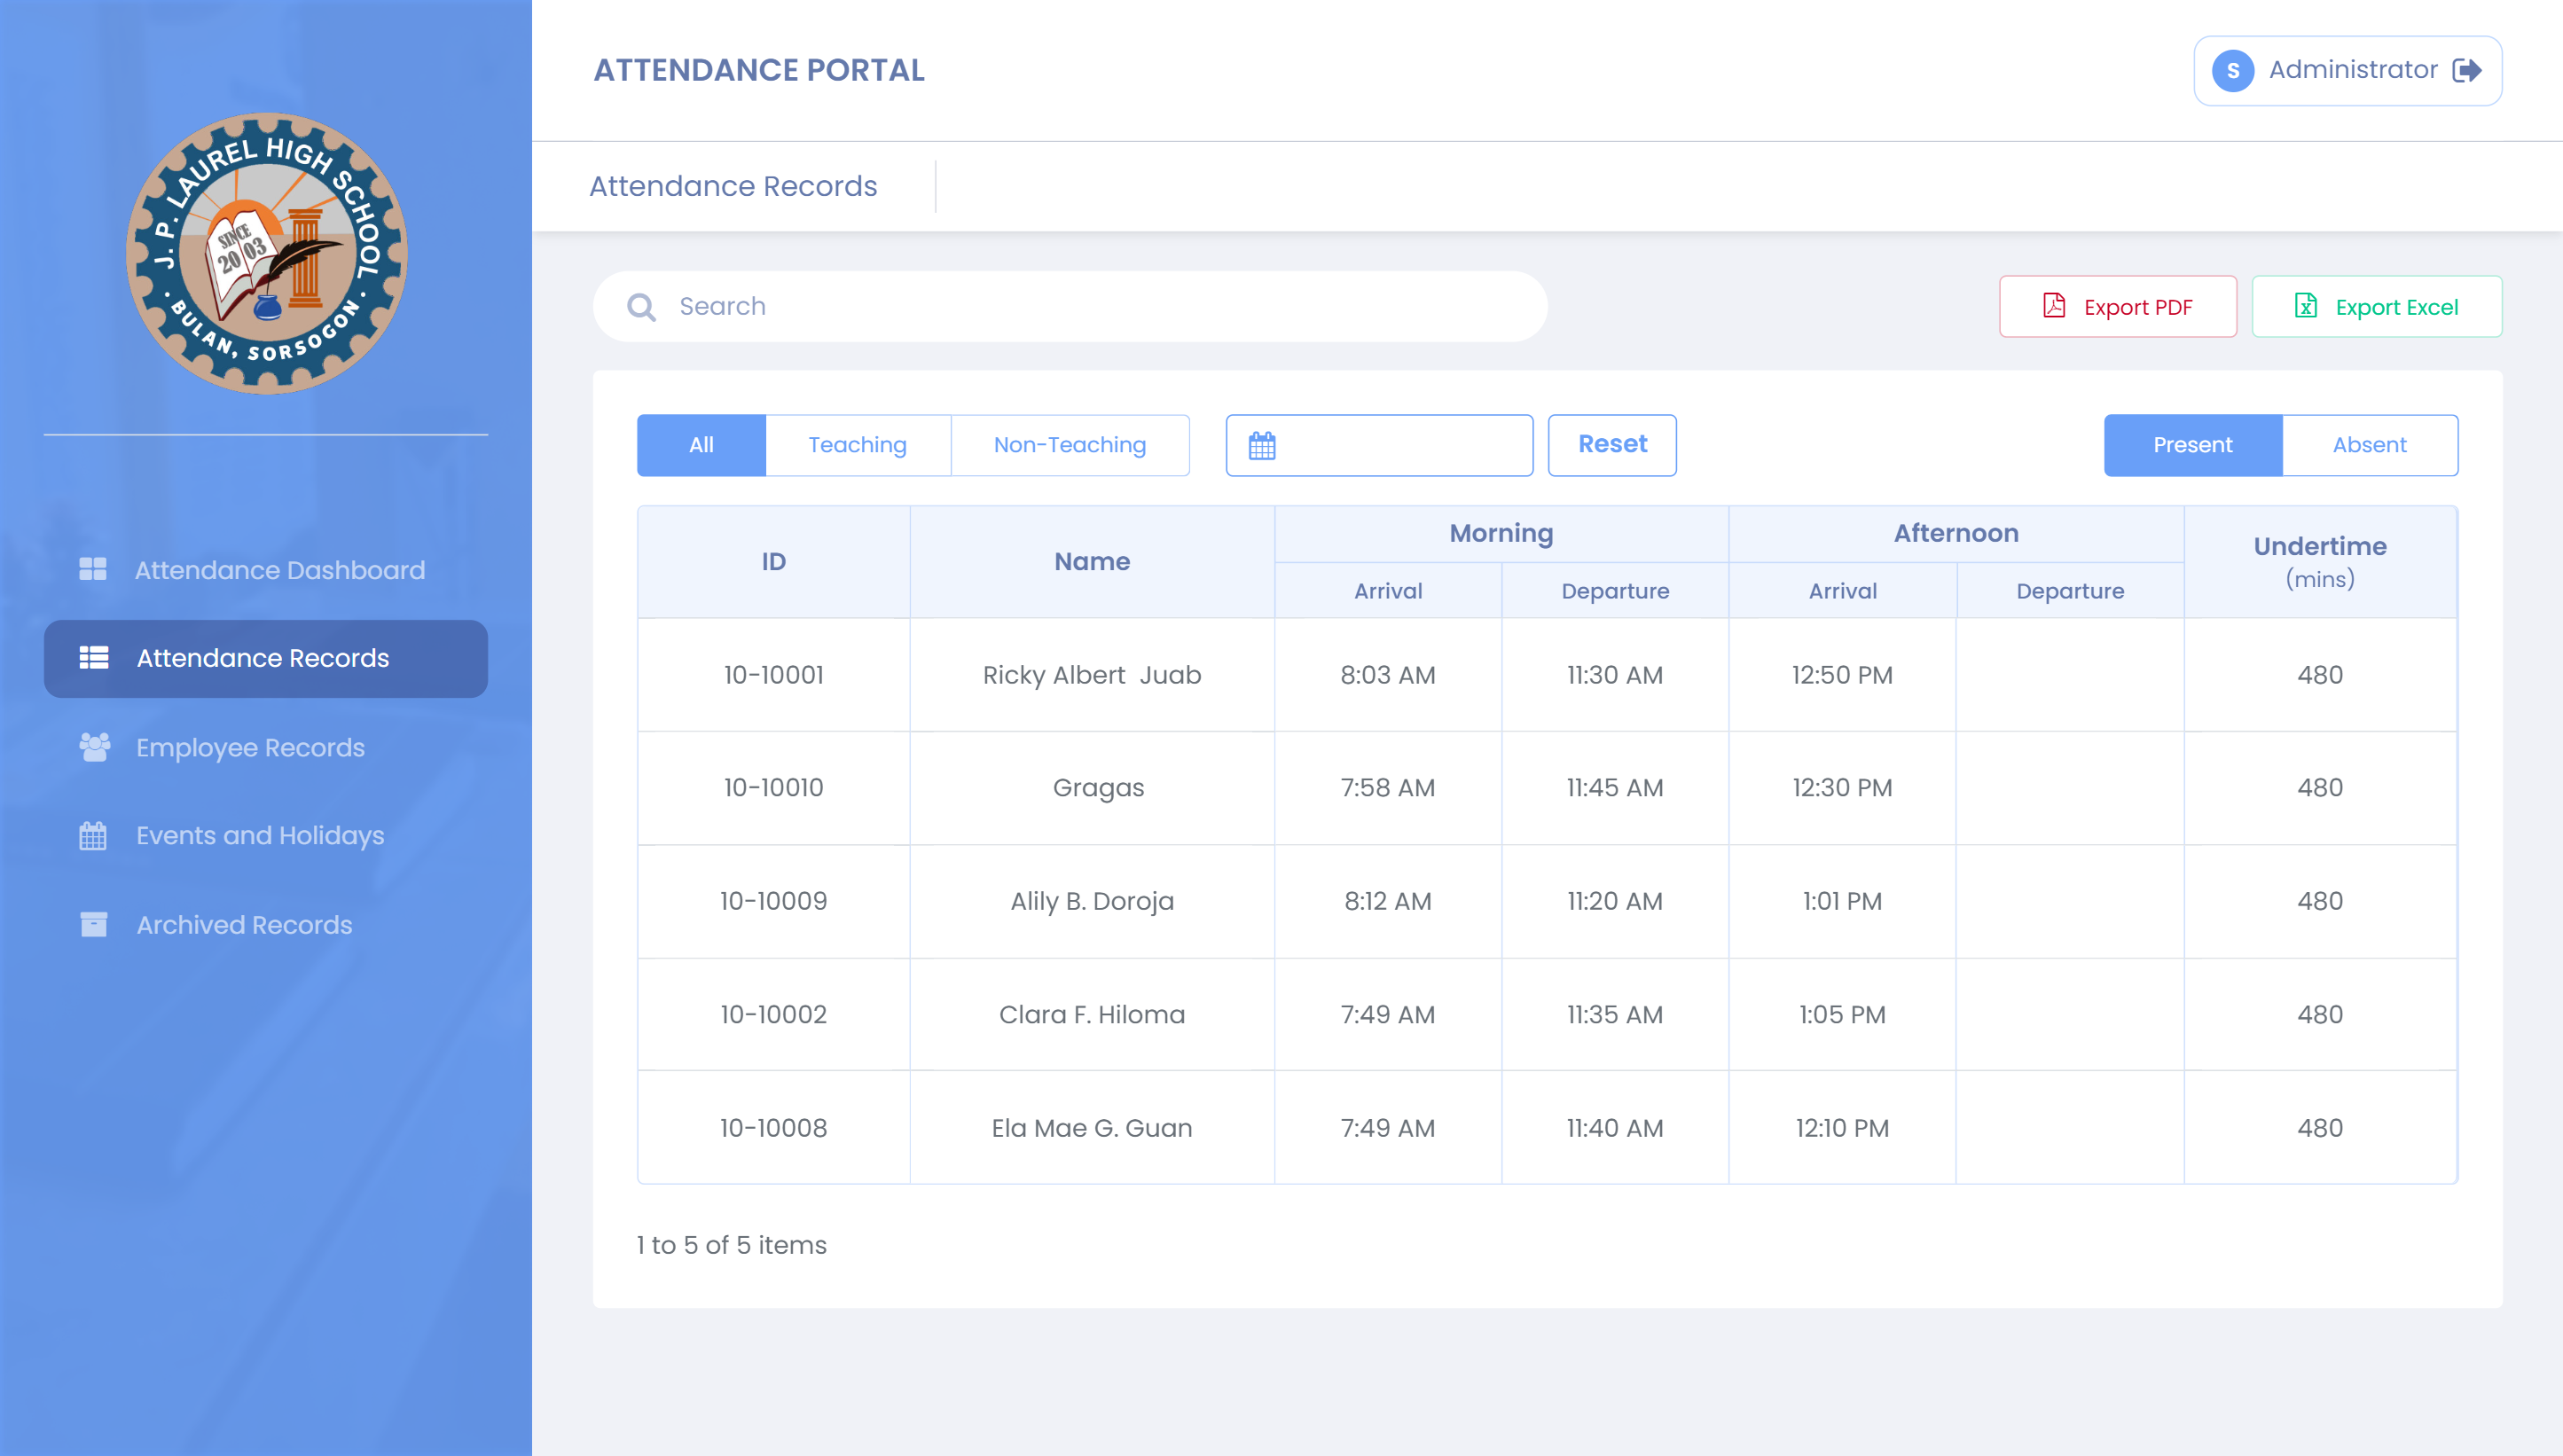 J. P. LAUREL HIGH SCHOOL
SINCE
20 03
· BULAN, SORSOGON ·
Attendance Dashboard
Attendance Records
Employee Records
Events and Holidays
Archived Records
ATTENDANCE PORTAL
S Administrator
Attendance Records
Search
Export PDF
Export Excel
All Teaching Non-Teaching Reset Present Absent
ID Name Morning Afternoon Undertime
(mins)
Arrival Departure Arrival Departure
10-10001 Ricky Albert Juab 8:03 AM 11:30 AM 12:50 PM 480
10-10010 Gragas 7:58 AM 11:45 AM 12:30 PM 480
10-10009 Alily B. Doroja 8:12 AM 11:20 AM 1:01 PM 480
10-10002 Clara F. Hiloma 7:49 AM 11:35 AM 1:05 PM 480
10-10008 Ela Mae G. Guan 7:49 AM 11:40 AM 12:10 PM 480
1 to 5 of 5 items